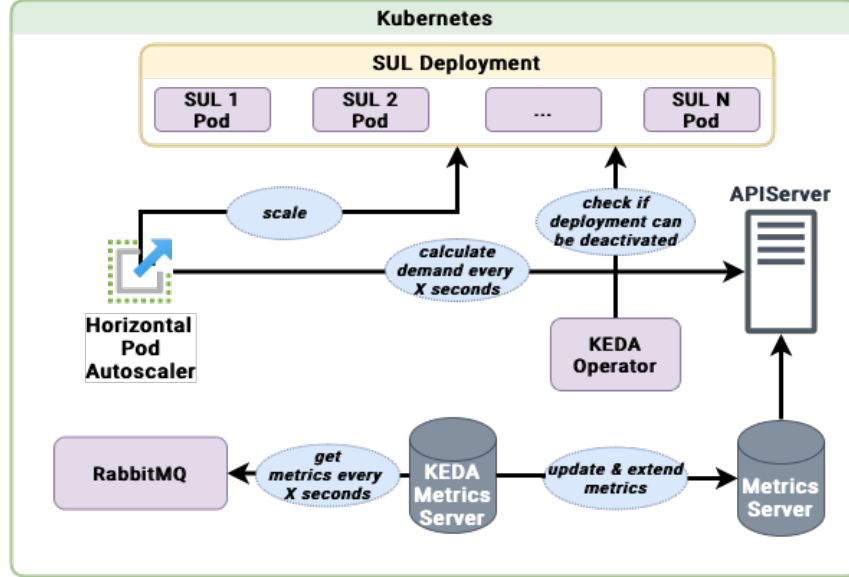 Kubernetes
SUL Deployment
SUL 1
Pod
SUL 2
Pod
...
SUL N
Pod
scale
check if
deployment can
be deactivated
APIServer
calculate
demand every
X seconds
Horizontal
Pod
Autoscaler
KEDA
Operator
RabbitMQ
get
metrics every
X seconds
KEDA
Metrics
Server
update & extend
metrics
Metrics
Server